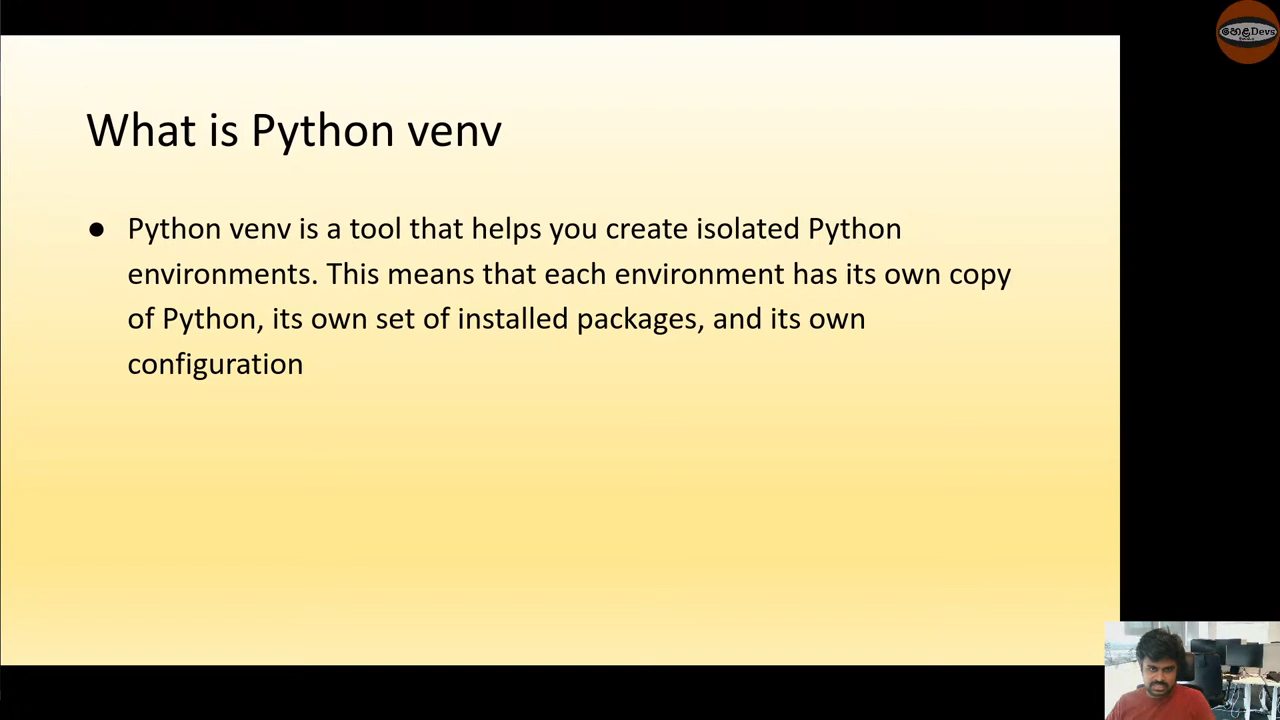 හෙළDevs
What is Python venv
● Python venv is a tool that helps you create isolated Python
environments. This means that each environment has its own copy
of Python, its own set of installed packages, and its own
configuration